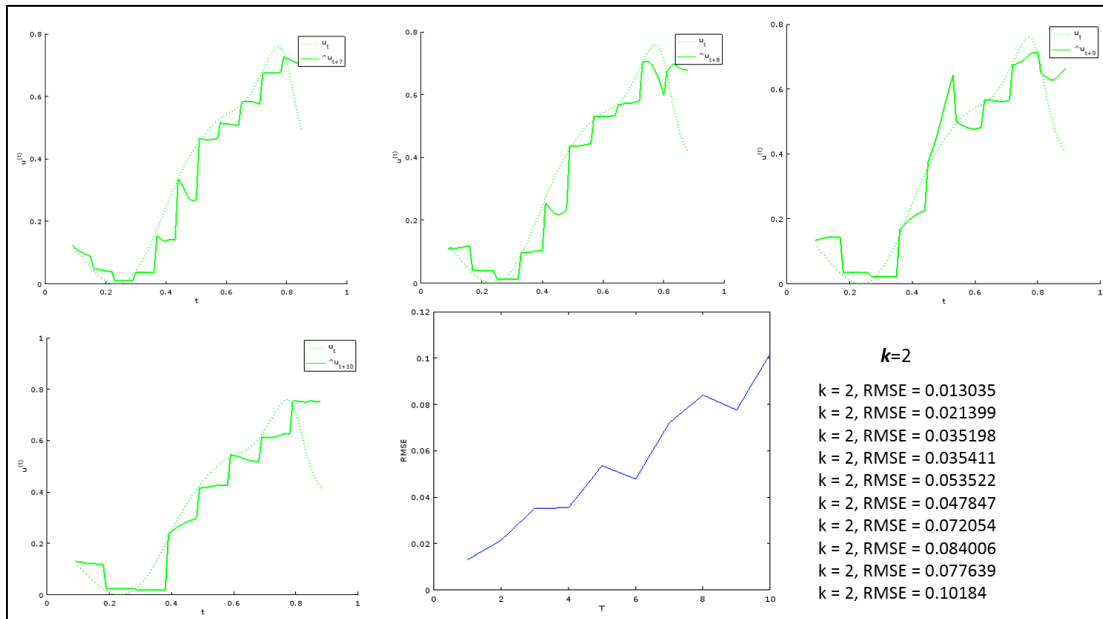 0.8
0.6
0.4
0.2
0
0 0.2 0.4 0.6 0.8 1
u(t)
t
u_t
^u_{t+7}
0.8
0.6
0.4
0.2
0
0 0.2 0.4 0.6 0.8 1
u(t)
t
u_t
^u_{t+8}
0.8
0.6
0.4
0.2
0
0 0.2 0.4 0.6 0.8 1
u(t)
t
u_t
^u_{t+9}
1
0.8
0.6
0.4
0.2
0
0 0.2 0.4 0.6 0.8 1
u(t)
t
u_t
^u_{t+10}
0.12
0.1
0.08
0.06
0.04
0.02
0
0 2 4 6 8 10
RMSE
T
k=2
k = 2, RMSE = 0.013035
k = 2, RMSE = 0.021399
k = 2, RMSE = 0.035198
k = 2, RMSE = 0.035411
k = 2, RMSE = 0.053522
k = 2, RMSE = 0.047847
k = 2, RMSE = 0.072054
k = 2, RMSE = 0.084006
k = 2, RMSE = 0.077639
k = 2, RMSE = 0.10184